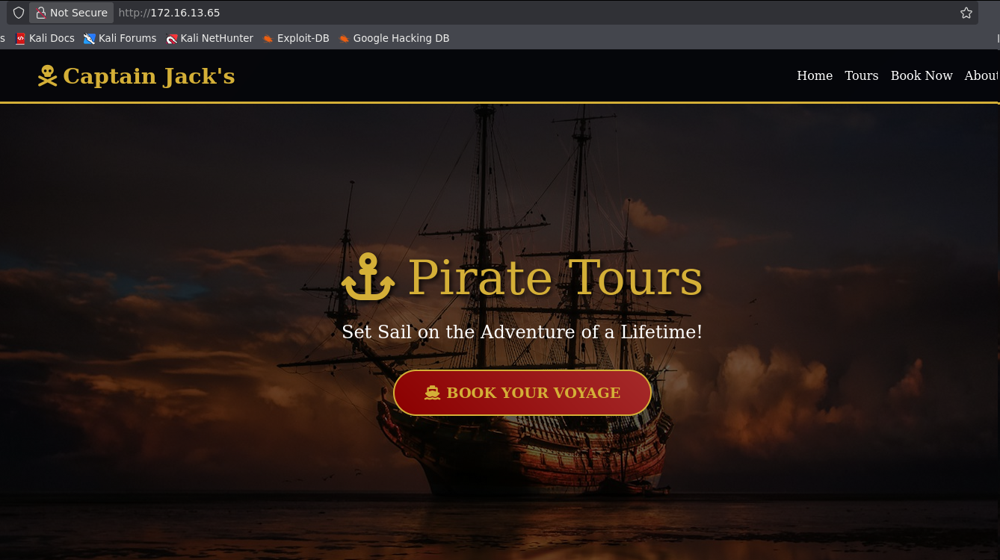 Not Secure http://172.16.13.65
s Kali Docs Kali Forums Kali NetHunter Exploit-DB Google Hacking DB
Captain Jack's
Home Tours Book Now About
Pirate Tours
Set Sail on the Adventure of a Lifetime!
BOOK YOUR VOYAGE